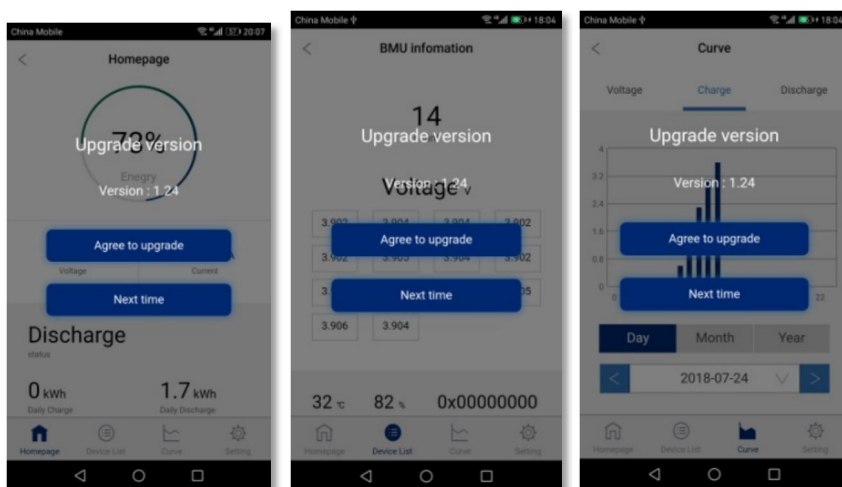 China Mobile 20:07
Homepage
73%
Upgrade version
Enegry
Version : 1.24
Agree to upgrade
Voltage Current
Next time
Discharge
status
0 kWh 1.7 kWh
Daily Charge Daily Discharge
Homepage Device List Curve Setting
China Mobile 18:04
BMU infomation
14
Upgrade version
Voltage V
Version : 1.24
3.902 3.904 3.904 3.902
Agree to upgrade
3.902 3.903 3.904 3.902
Next time
3.906 3.904
32 ℃ 82 % 0x00000000
Homepage Device List Curve Setting
China Mobile 18:04
Curve
Voltage Charge Discharge
Upgrade version
4
3.2
Version : 1.24
2.4
1.6
Agree to upgrade
0.8
Next time
0
0 22
Day Month Year
< 2018-07-24 >
Homepage Device List Curve Setting